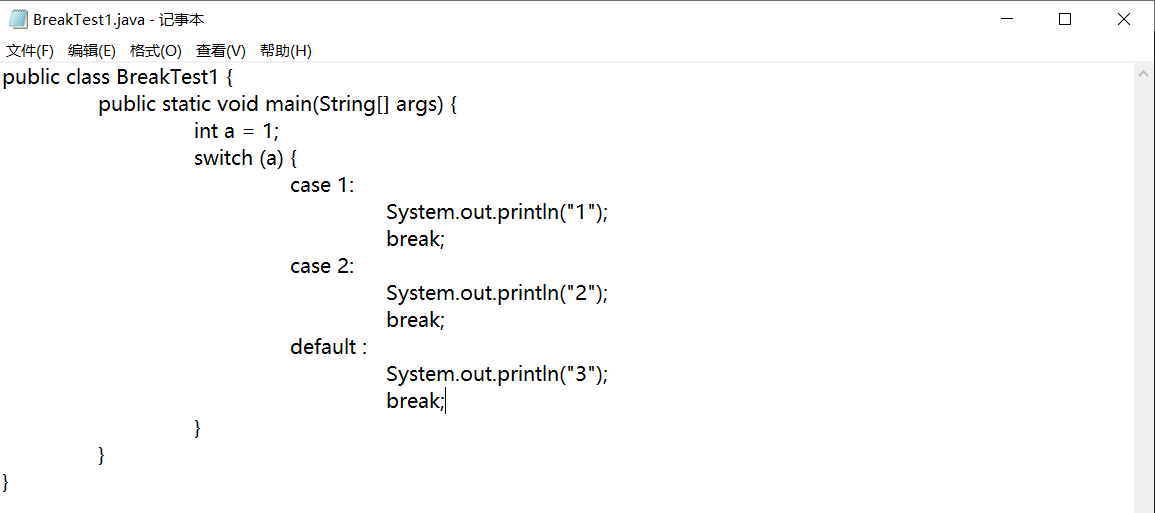 BreakTest1.java - 记事本
文件(F) 编辑(E) 格式(O) 查看(V) 帮助(H)
public class BreakTest1 {
public static void main(String[] args) {
int a = 1;
switch (a) {
case 1:
System.out.println("1");
break;
case 2:
System.out.println("2");
break;
default :
System.out.println("3");
break;
}
}
}